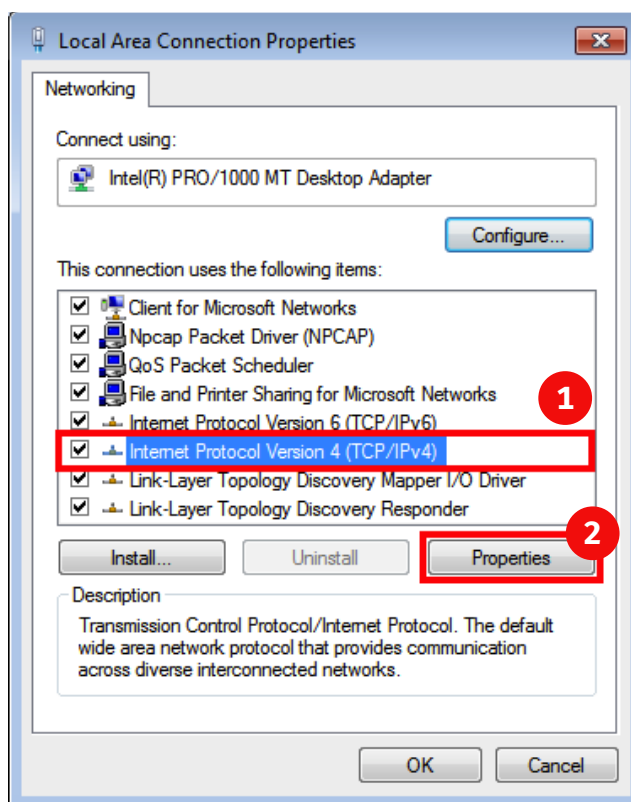 Local Area Connection Properties
Networking
Connect using:
Intel(R) PRO/1000 MT Desktop Adapter
Configure...
This connection uses the following items:
Client for Microsoft Networks
Npcap Packet Driver (NPCAP)
QoS Packet Scheduler
File and Printer Sharing for Microsoft Networks
1
Internet Protocol Version 6 (TCP/IPv6)
Internet Protocol Version 4 (TCP/IPv4)
Link-Layer Topology Discovery Mapper I/O Driver
Link-Layer Topology Discovery Responder
2
Install... Uninstall Properties
Description
Transmission Control Protocol/Internet Protocol. The default
wide area network protocol that provides communication
across diverse interconnected networks.
OK Cancel